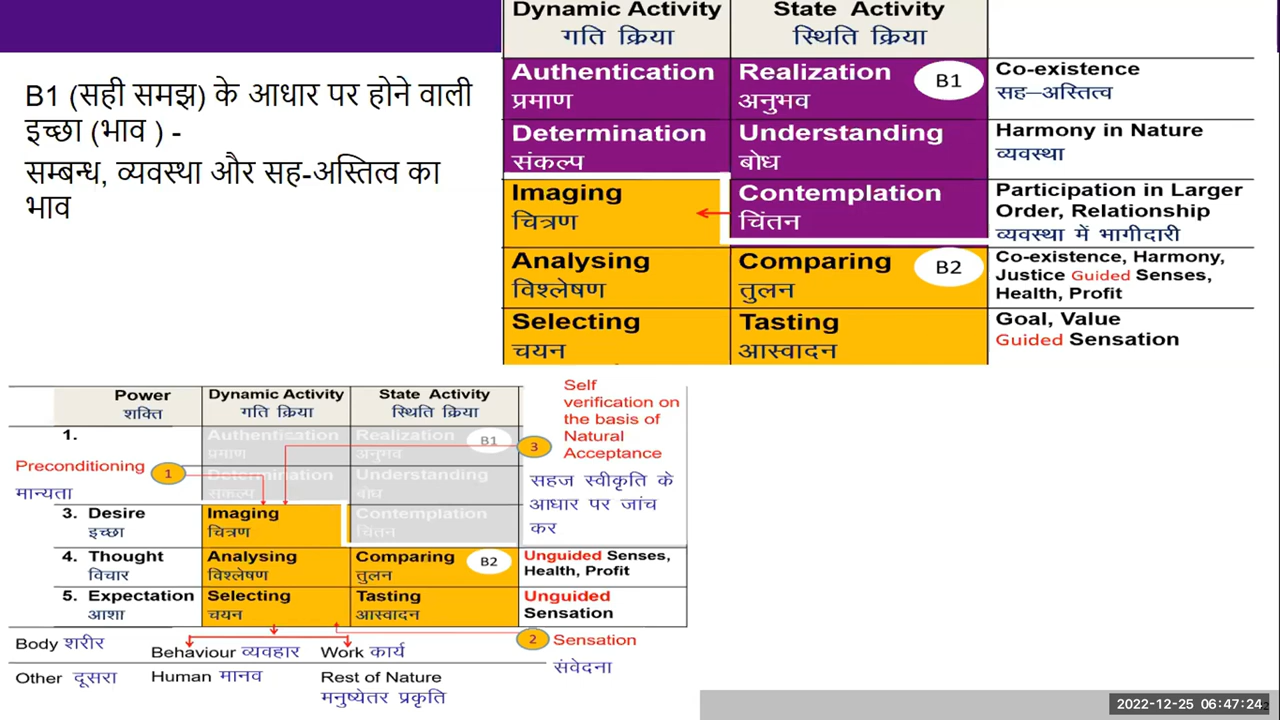 B1 (सही समझ) के आधार पर होने वाली
इच्छा (भाव ) -
सम्बन्ध, व्यवस्था और सह-अस्तित्व का
भाव
Dynamic Activity State Activity
गति क्रिया स्थिति क्रिया
Authentication Realization B1 Co-existence
प्रमाण अनुभव सह–अस्तित्व
Determination Understanding Harmony in Nature
संकल्प बोध व्यवस्था
Imaging Contemplation Participation in Larger
चित्रण चिंतन Order, Relationship
व्यवस्था में भागीदारी
Analysing Comparing B2 Co-existence, Harmony,
विश्लेषण तुलन Justice Guided Senses,
Health, Profit
Selecting Tasting Goal, Value
चयन आस्वादन Guided Sensation
Power Dynamic Activity State Activity
शक्ति गति क्रिया स्थिति क्रिया
Self
verification on
the basis of
Natural
Acceptance
सहज स्वीकृति के
आधार पर जांच
कर
1. Authentication Realization B1 3
प्रमाण अनुभव
Preconditioning 1 Determination Understanding
मान्यता संकल्प बोध
3. Desire Imaging Contemplation
इच्छा चित्रण चिंतन
4. Thought Analysing Comparing B2 Unguided Senses,
विचार विश्लेषण तुलन Health, Profit
5. Expectation Selecting Tasting Unguided
आशा चयन आस्वादन Sensation
Body शरीर Behaviour व्यवहार Work कार्य 2 Sensation
संवेदना
Other दूसरा Human मानव Rest of Nature
मनुष्येतर प्रकृति
2022-12-25 06:47:24